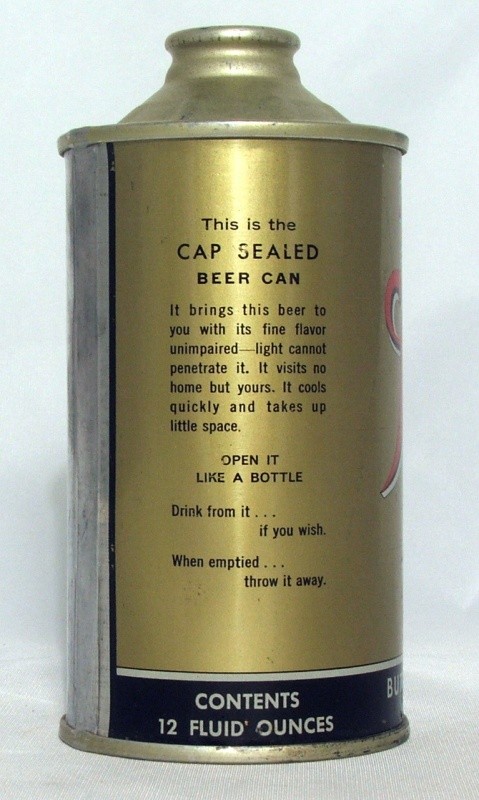 This is the
CAP SEALED
BEER CAN
It brings this beer to
you with its fine flavor
unimpaired—light cannot
penetrate it. It visits no
home but yours. It cools
quickly and takes up
little space.
OPEN IT
LIKE A BOTTLE
Drink from it . . .
if you wish.
When emptied . . .
throw it away.
CONTENTS
12 FLUID OUNCES